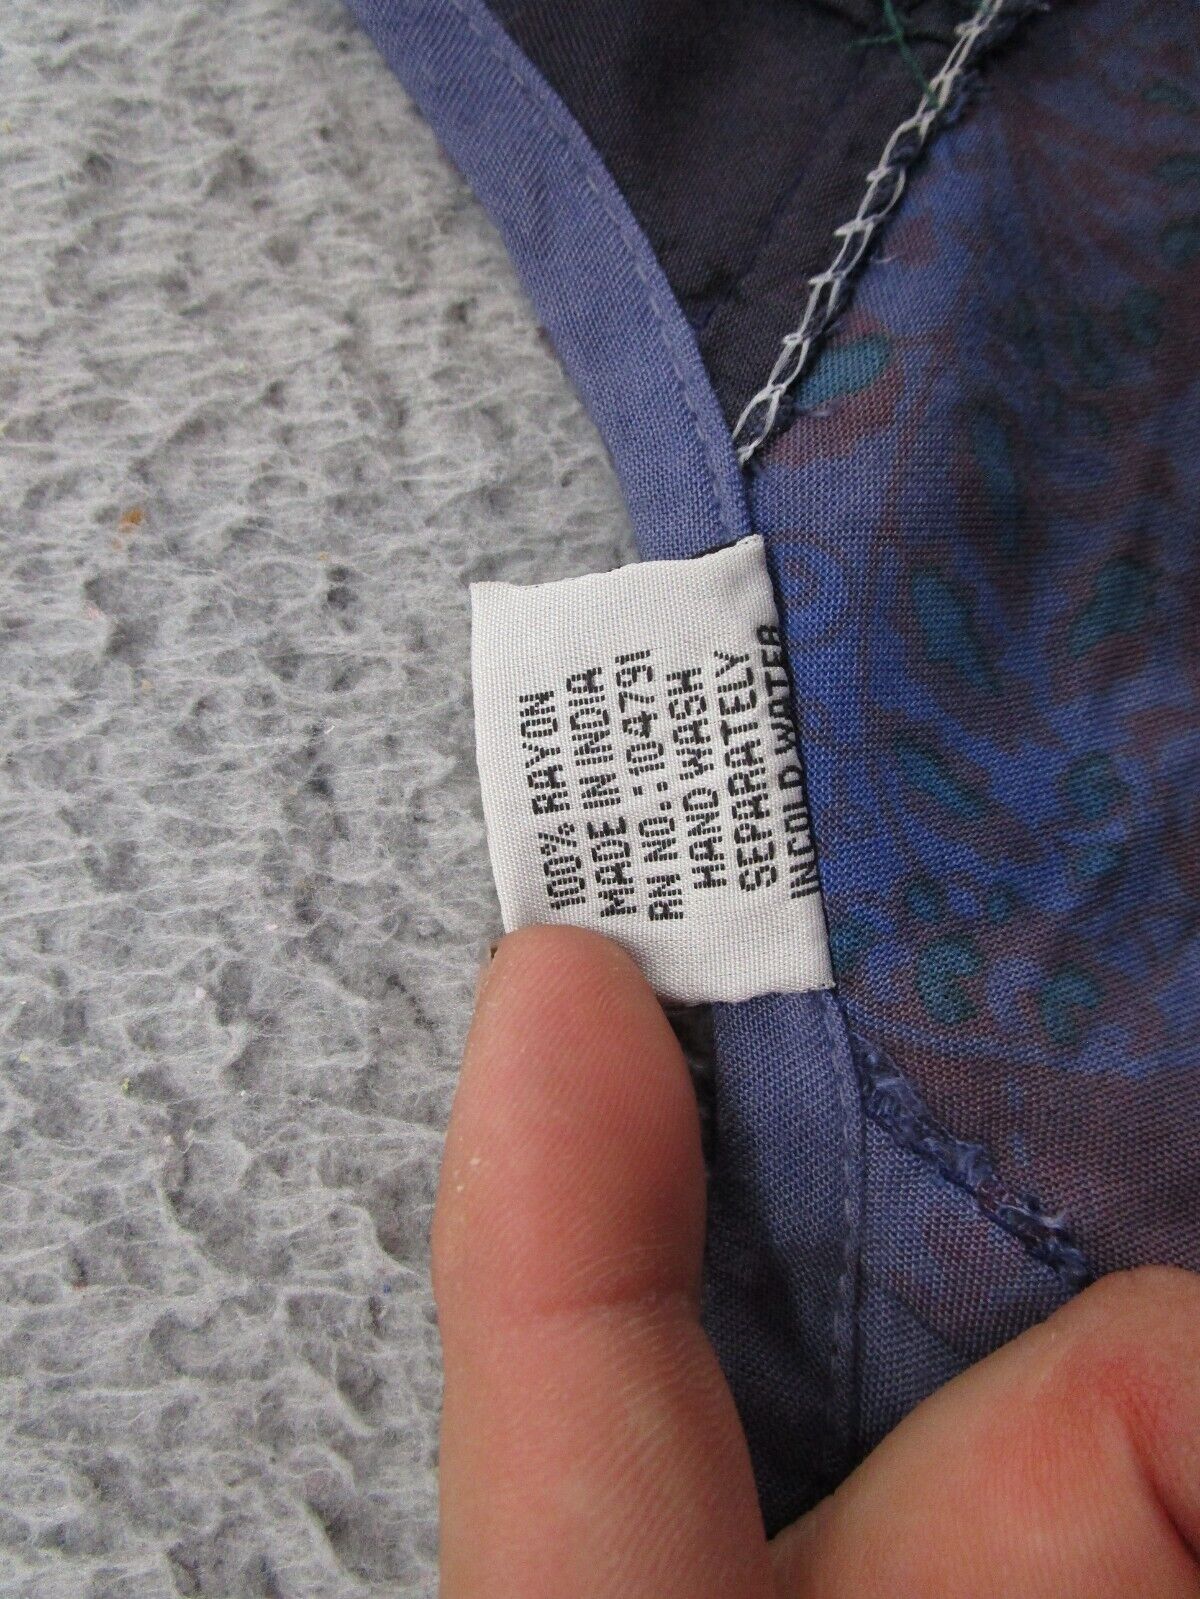 100% RAYON
MADE IN INDIA
RN NO.:104791
HAND WASH
SEPARATELY
IN COLD WATER